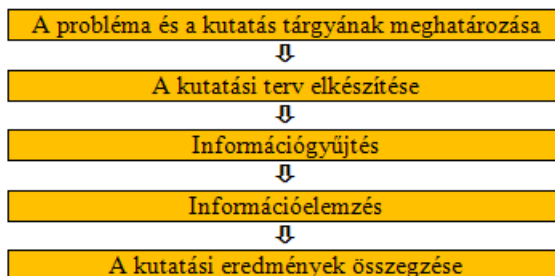 A probléma és a kutatás tárgyának meghatározása
A kutatási terv elkészítése
Információgyűjtés
Információelemzés
A kutatási eredmények összegzése